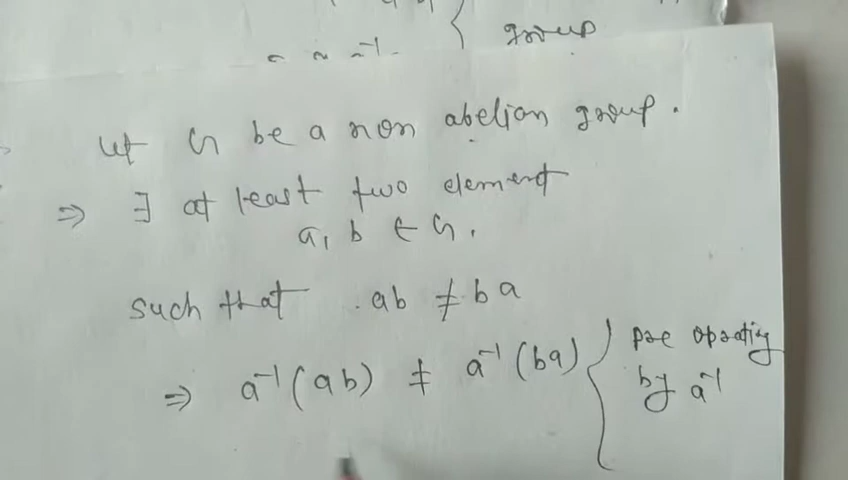 group
let G be a non abelian group.
⇒ ∃ at least two element
a, b ∈ G.
such that ab ≠ ba
⇒ a⁻¹(ab) ≠ a⁻¹(ba) { pre operating
by a⁻¹